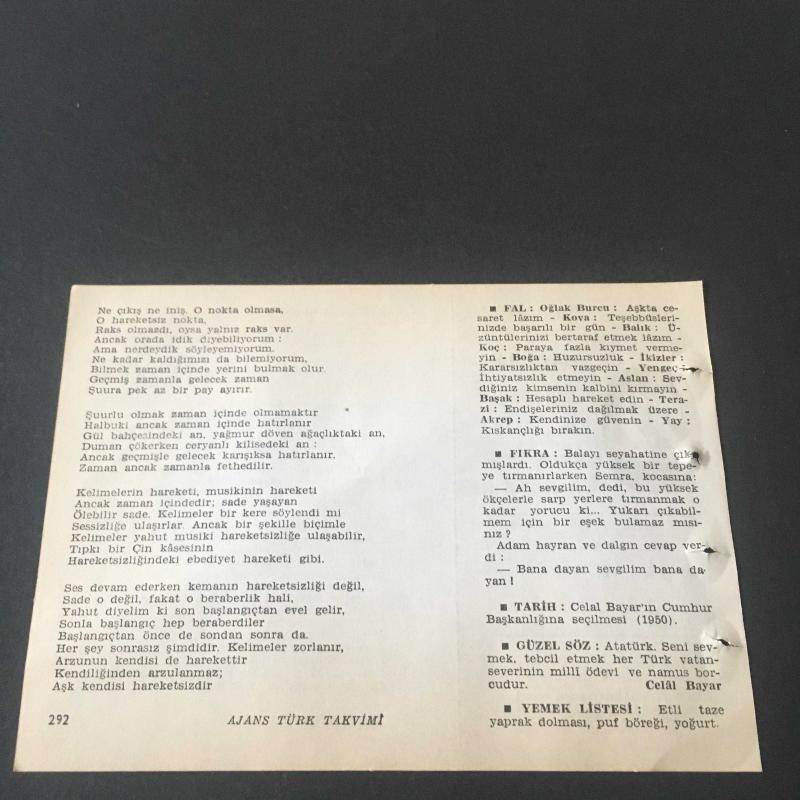 Ne çıkış ne iniş. O nokta olmasa,
O hareketsiz nokta.
Raks olmazdı, oysa yalnız raks var.
Ancak orada idik diyebiliyorum :
Ama nerdeydik söyleyemiyorum.
Ne kadar kaldığımızı da bilemiyorum,
Bilmek zaman içinde yerini bulmak olur.
Geçmiş zamanla gelecek zaman
Şuura pek az bir pay ayırır.
Şuurlu olmak zaman içinde olmamaktır
Halbuki ancak zaman içinde hatırlanır
Gül bahçesindeki an, yağmur döven ağaçlıktaki an,
Duman çökerken ceryanlı kilisedeki an :
Ancak geçmişle gelecek karışıksa hatırlanır.
Zaman ancak zamanla fethedilir.
Kelimelerin hareketi, musikinin hareketi
Ancak zaman içindedir; sade yaşayan
Ölebilir sade. Kelimeler bir kere söylendi mi
Sessizliğe ulaşırlar. Ancak bir şekille biçimle
Kelimeler yahut musiki hareketsizliğe ulaşabilir,
Tıpkı bir Çin kâsesinin
Hareketsizliğindeki ebediyet hareketi gibi.
Ses devam ederken kemanın hareketsizliği değil,
Sade o değil, fakat o beraberlik hali,
Yahut diyelim ki son başlangıçtan evel gelir,
Sonla başlangıç hep beraberdiler
Başlangıçtan önce de sondan sonra da.
Her şey sonrasız şimdidir. Kelimeler zorlanır,
Arzunun kendisi de harekettir
Kendiliğinden arzulanmaz;
Aşk kendisi hareketsizdir
292
AJANS TÜRK TAKVİMİ
■ FAL : Oğlak Burcu : Aşkta ce-
saret lâzım - Kova : Teşebbüsleri-
nizde başarılı bir gün - Balık : Ü-
züntülerinizi bertaraf etmek lâzım -
Koç : Paraya fazla kıymet verme-
yin - Boğa : Huzursuzluk - İkizler :
Kararsızlıktan vazgeçin - Yengeç :
İhtiyatsızlık etmeyin - Aslan : Sev-
diğiniz kimsenin kalbini kırmayın -
Başak : Hesaplı hareket edin - Tera-
zi : Endişeleriniz dağılmak üzere -
Akrep : Kendinize güvenin - Yay :
Kıskançlığı bırakın.
■ FIKRA : Balayı seyahatine çık-
mışlardı. Oldukça yüksek bir tepe-
ye tırmanırlarken Semra, kocasına:
— Ah sevgilim, dedi, bu yüksek
ökçelerle sarp yerlere tırmanmak o
kadar yorucu ki... Yukarı çıkabil-
mem için bir eşek bulamaz mısı-
nız ?
Adam hayran ve dalgın cevap ver-
di :
— Bana dayan sevgilim bana da-
yan !
■ TARİH : Celal Bayar'ın Cumhur
Başkanlığına seçilmesi (1950).
■ GÜZEL SÖZ : Atatürk. Seni sev-
mek, tebcil etmek her Türk vatan-
severinin millî ödevi ve namus bor-
cudur. Celâl Bayar
■ YEMEK LİSTESİ : Etli taze
yaprak dolması, puf böreği, yoğurt.